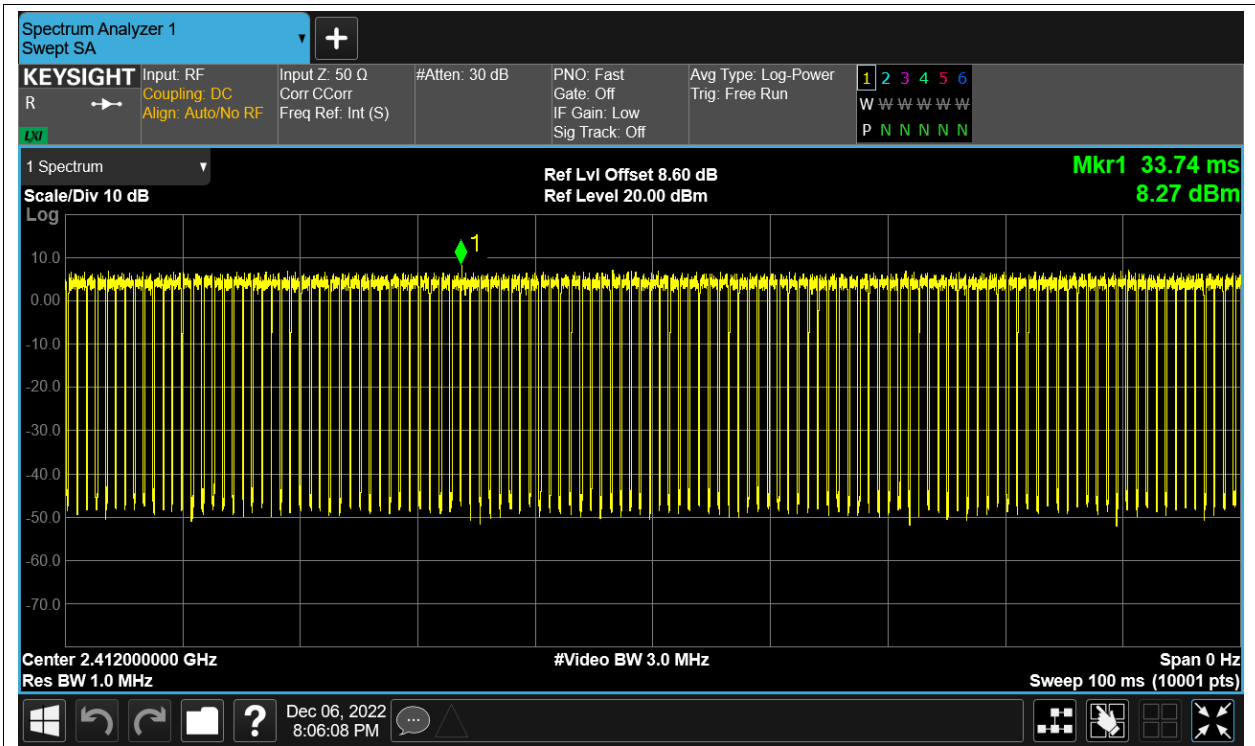 Spectrum Analyzer 1
Swept SA
KEYSIGHT
R
LXI
Input: RF
Coupling: DC
Align: Auto/No RF
Input Z: 50 Ω
Corr CCorr
Freq Ref: Int (S)
#Atten: 30 dB
PNO: Fast
Gate: Off
IF Gain: Low
Sig Track: Off
Avg Type: Log-Power
Trig: Free Run
1 2 3 4 5 6
W W W W W W
P N N N N N
1 Spectrum
Scale/Div 10 dB
Ref Lvl Offset 8.60 dB
Ref Level 20.00 dBm
Mkr1 33.74 ms
8.27 dBm
Log
1
10.0
0.00
-10.0
-20.0
-30.0
-40.0
-50.0
-60.0
-70.0
Center 2.412000000 GHz
Res BW 1.0 MHz
#Video BW 3.0 MHz
Span 0 Hz
Sweep 100 ms (10001 pts)
?
Dec 06, 2022
8:06:08 PM